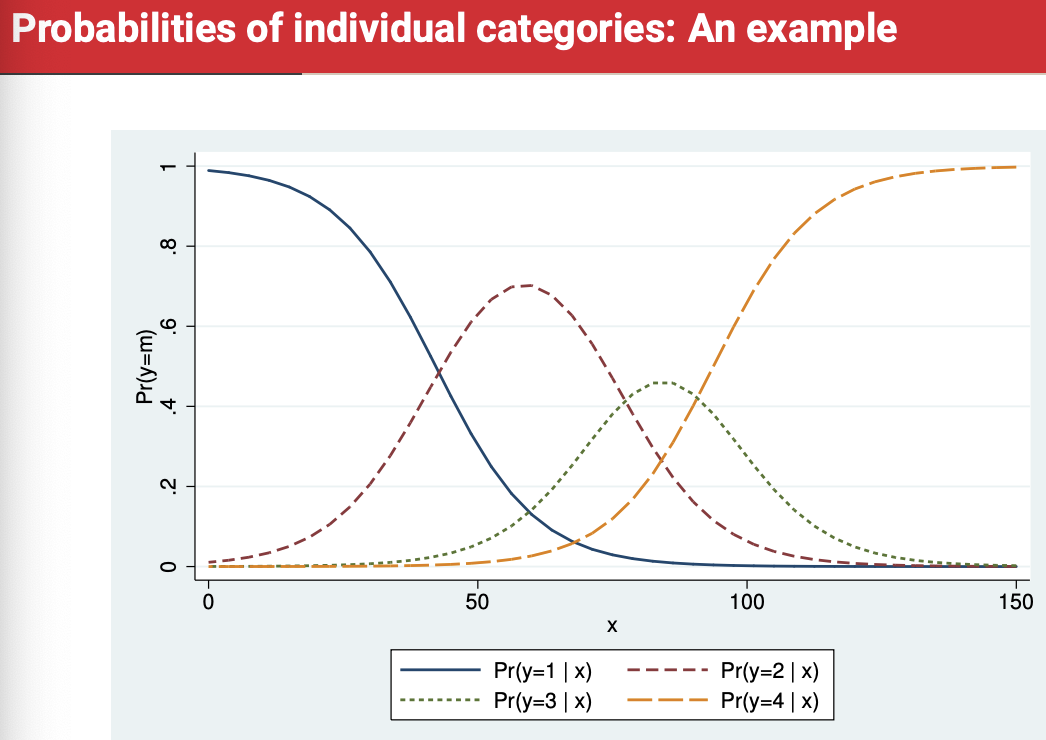 Probabilities of individual categories: An example
1
.8
.6
.4
.2
0
Pr(y=m)
0 50 100 150
x
Pr(y=1 | x) Pr(y=2 | x)
Pr(y=3 | x) Pr(y=4 | x)